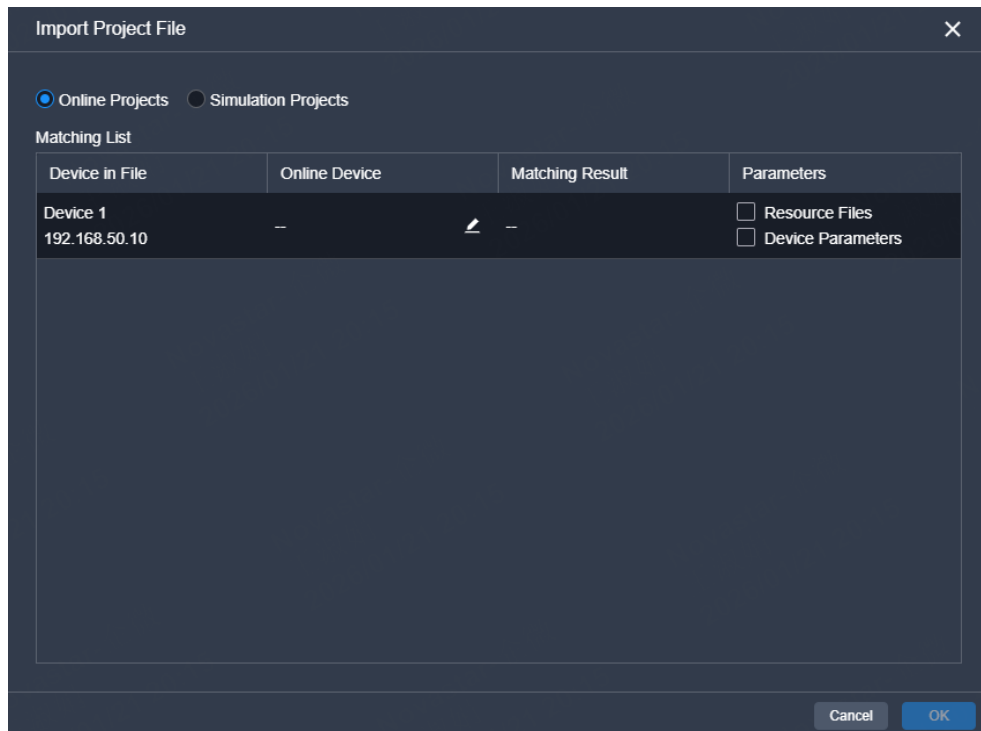 Import Project File
Online Projects Simulation Projects
Matching List
Device in File Online Device Matching Result Parameters
Device 1
192.168.50.10
-- --
Resource Files
Device Parameters
Cancel OK